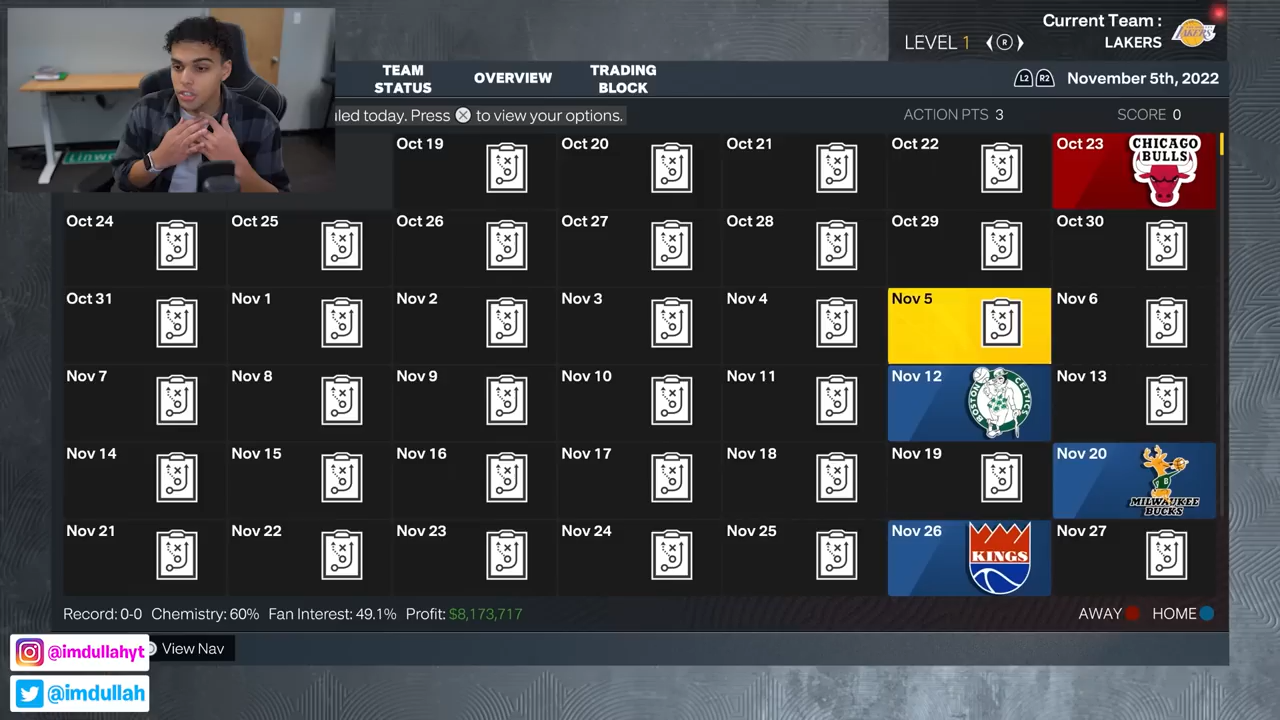 Current Team :
LEVEL 1
R
LAKERS
LAKERS
TEAM STATUS
OVERVIEW
TRADING BLOCK
L2 R2 November 5th, 2022
led today. Press X to view your options.
ACTION PTS 3
SCORE 0
Oct 19
Oct 20
Oct 21
Oct 22
Oct 23
CHICAGO
BULLS
Oct 24
Oct 25
Oct 26
Oct 27
Oct 28
Oct 29
Oct 30
Oct 31
Nov 1
Nov 2
Nov 3
Nov 4
Nov 5
Nov 6
Nov 7
Nov 8
Nov 9
Nov 10
Nov 11
Nov 12
BOSTON
CELTICS
Nov 13
Nov 14
Nov 15
Nov 16
Nov 17
Nov 18
Nov 19
Nov 20
MILWAUKEE
BUCKS
Nov 21
Nov 22
Nov 23
Nov 24
Nov 25
Nov 26
KINGS
Nov 27
Record: 0-0 Chemistry: 60% Fan Interest: 49.1% Profit: $8,173,717
AWAY HOME
@imdullahyt
View Nav
@imdullah